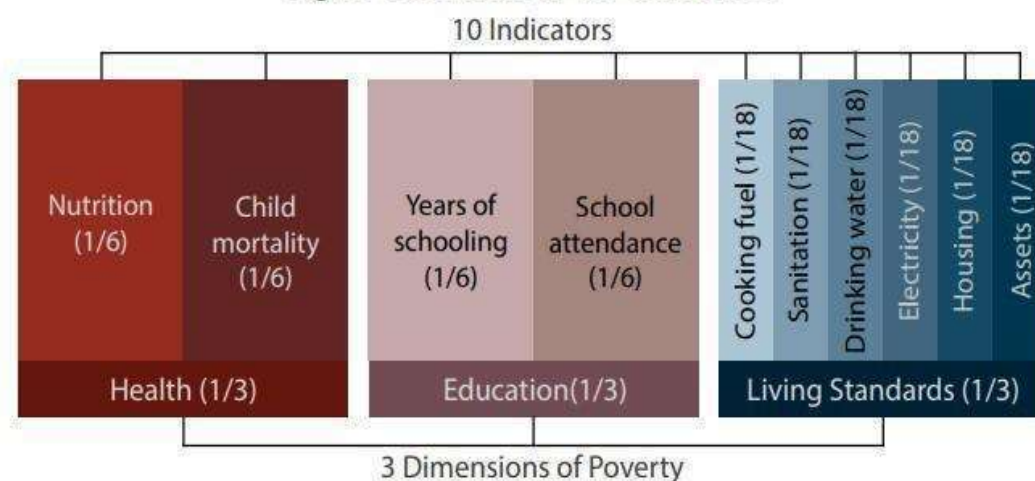 10 Indicators
Nutrition
(1/6)
Child
mortality
(1/6)
Years of
schooling
(1/6)
School
attendance
(1/6)
Cooking fuel (1/18)
Sanitation (1/18)
Drinking water (1/18)
Electricity (1/18)
Housing (1/18)
Assets (1/18)
Health (1/3)
Education(1/3)
Living Standards (1/3)
3 Dimensions of Poverty